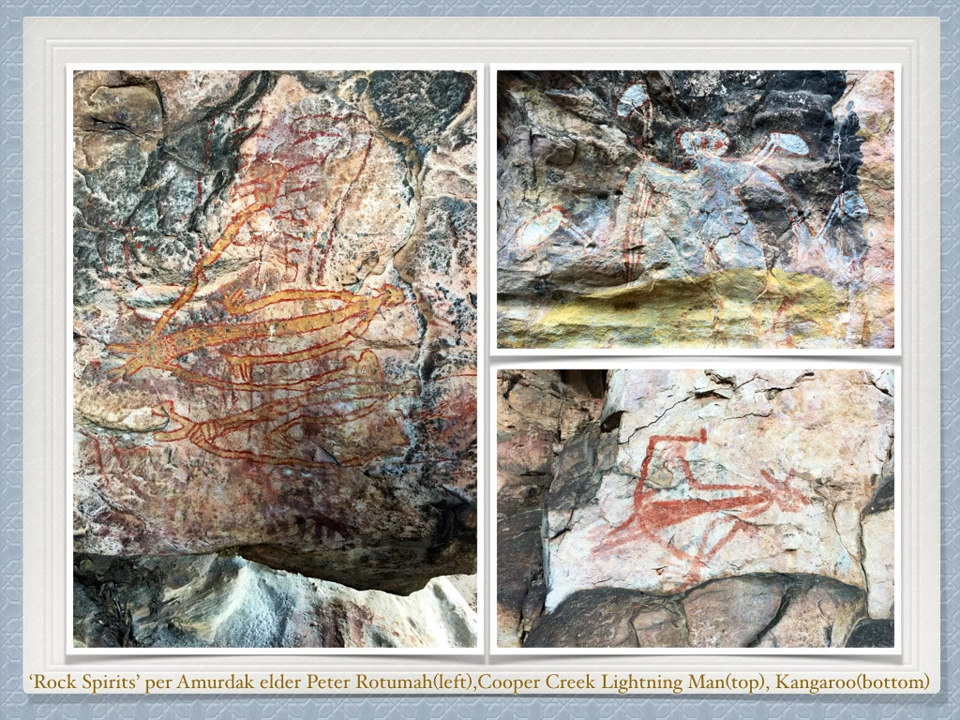 ‘Rock Spirits’ per Amurdak elder Peter Rotumah(left),Cooper Creek Lightning Man(top), Kangaroo(bottom)